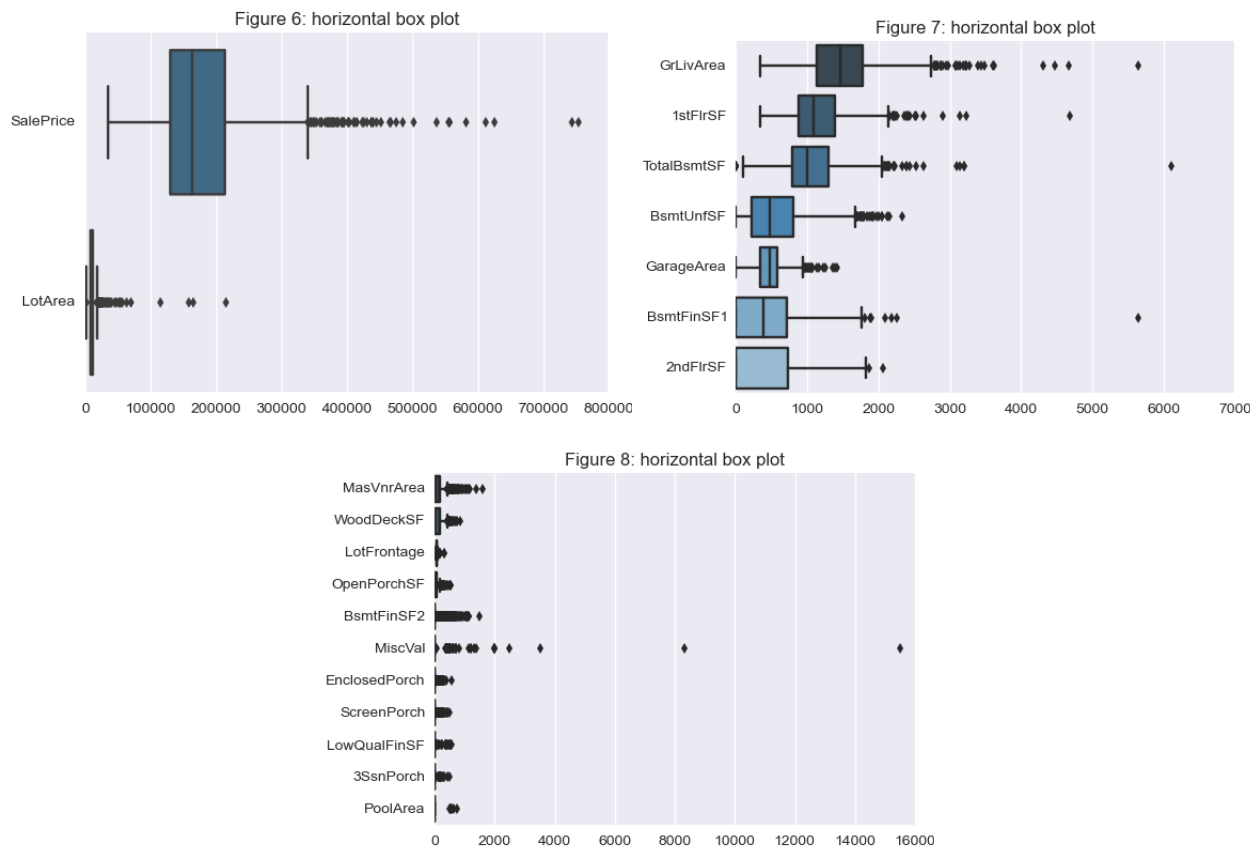 Figure 6: horizontal box plot
SalePrice
LotArea
0 100000 200000 300000 400000 500000 600000 700000 800000
Figure 7: horizontal box plot
GrLivArea
1stFlrSF
TotalBsmtSF
BsmtUnfSF
GarageArea
BsmtFinSF1
2ndFlrSF
0 1000 2000 3000 4000 5000 6000 7000
Figure 8: horizontal box plot
MasVnrArea
WoodDeckSF
LotFrontage
OpenPorchSF
BsmtFinSF2
MiscVal
EnclosedPorch
ScreenPorch
LowQualFinSF
3SsnPorch
PoolArea
0 2000 4000 6000 8000 10000 12000 14000 16000